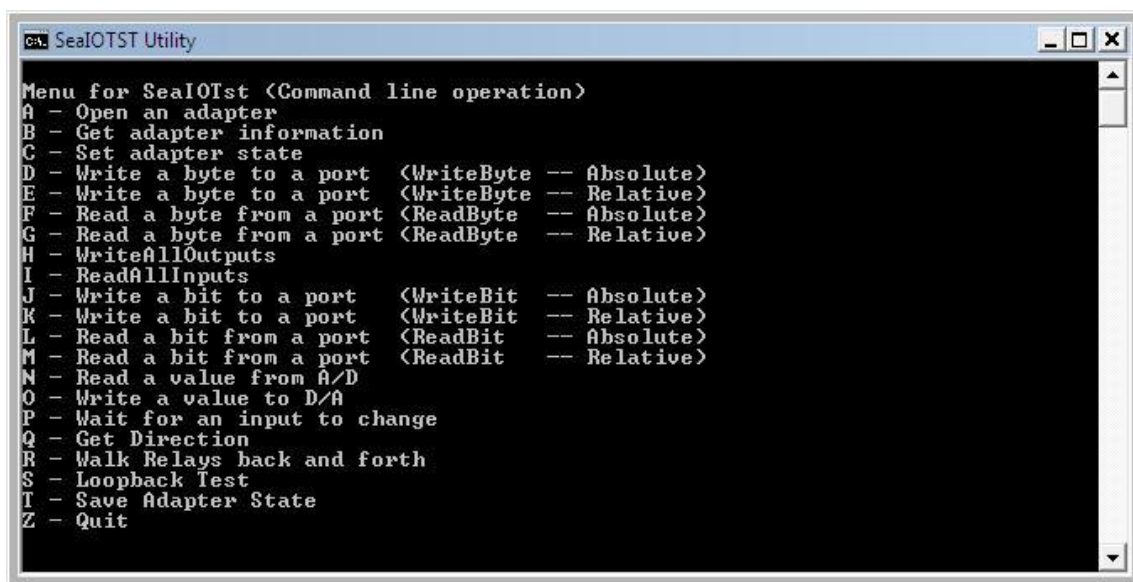 C:\. SeaIOTST Utility
Menu for SeaIOTst (Command line operation)
A - Open an adapter
B - Get adapter information
C - Set adapter state
D - Write a byte to a port  (WriteByte -- Absolute)
E - Write a byte to a port  (WriteByte -- Relative)
F - Read a byte from a port (ReadByte  -- Absolute)
G - Read a byte from a port (ReadByte  -- Relative)
H - WriteAllOutputs
I - ReadAllInputs
J - Write a bit to a port   (WriteBit  -- Absolute)
K - Write a bit to a port   (WriteBit  -- Relative)
L - Read a bit from a port  (ReadBit   -- Absolute)
M - Read a bit from a port  (ReadBit   -- Relative)
N - Read a value from A/D
O - Write a value to D/A
P - Wait for an input to change
Q - Get Direction
R - Walk Relays back and forth
S - Loopback Test
T - Save Adapter State
Z - Quit